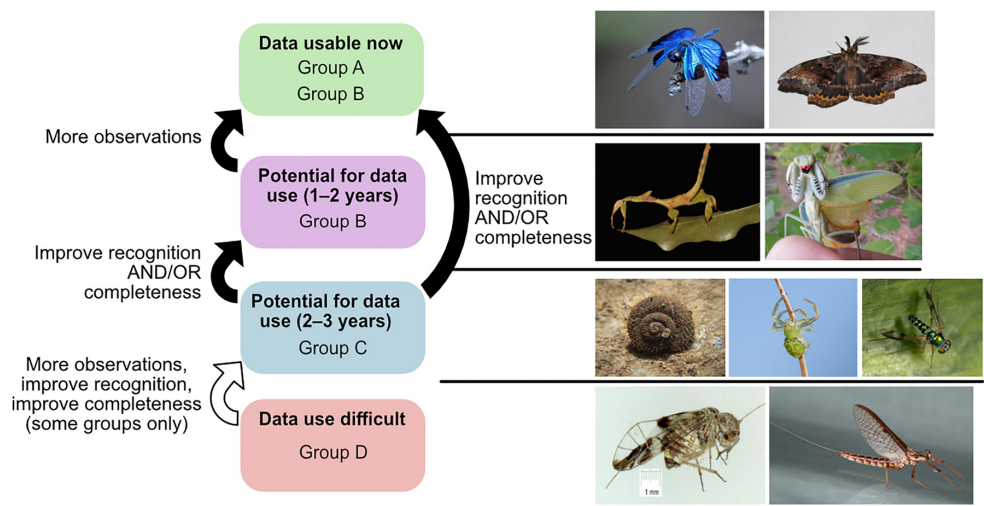 Data usable now
Group A
Group B
More observations
Potential for data
use (1–2 years)
Group B
Improve
recognition
AND/OR
completeness
Improve recognition
AND/OR
completeness
Potential for data
use (2–3 years)
Group C
More observations,
improve recognition,
improve completeness
(some groups only)
Data use difficult
Group D
1 mm